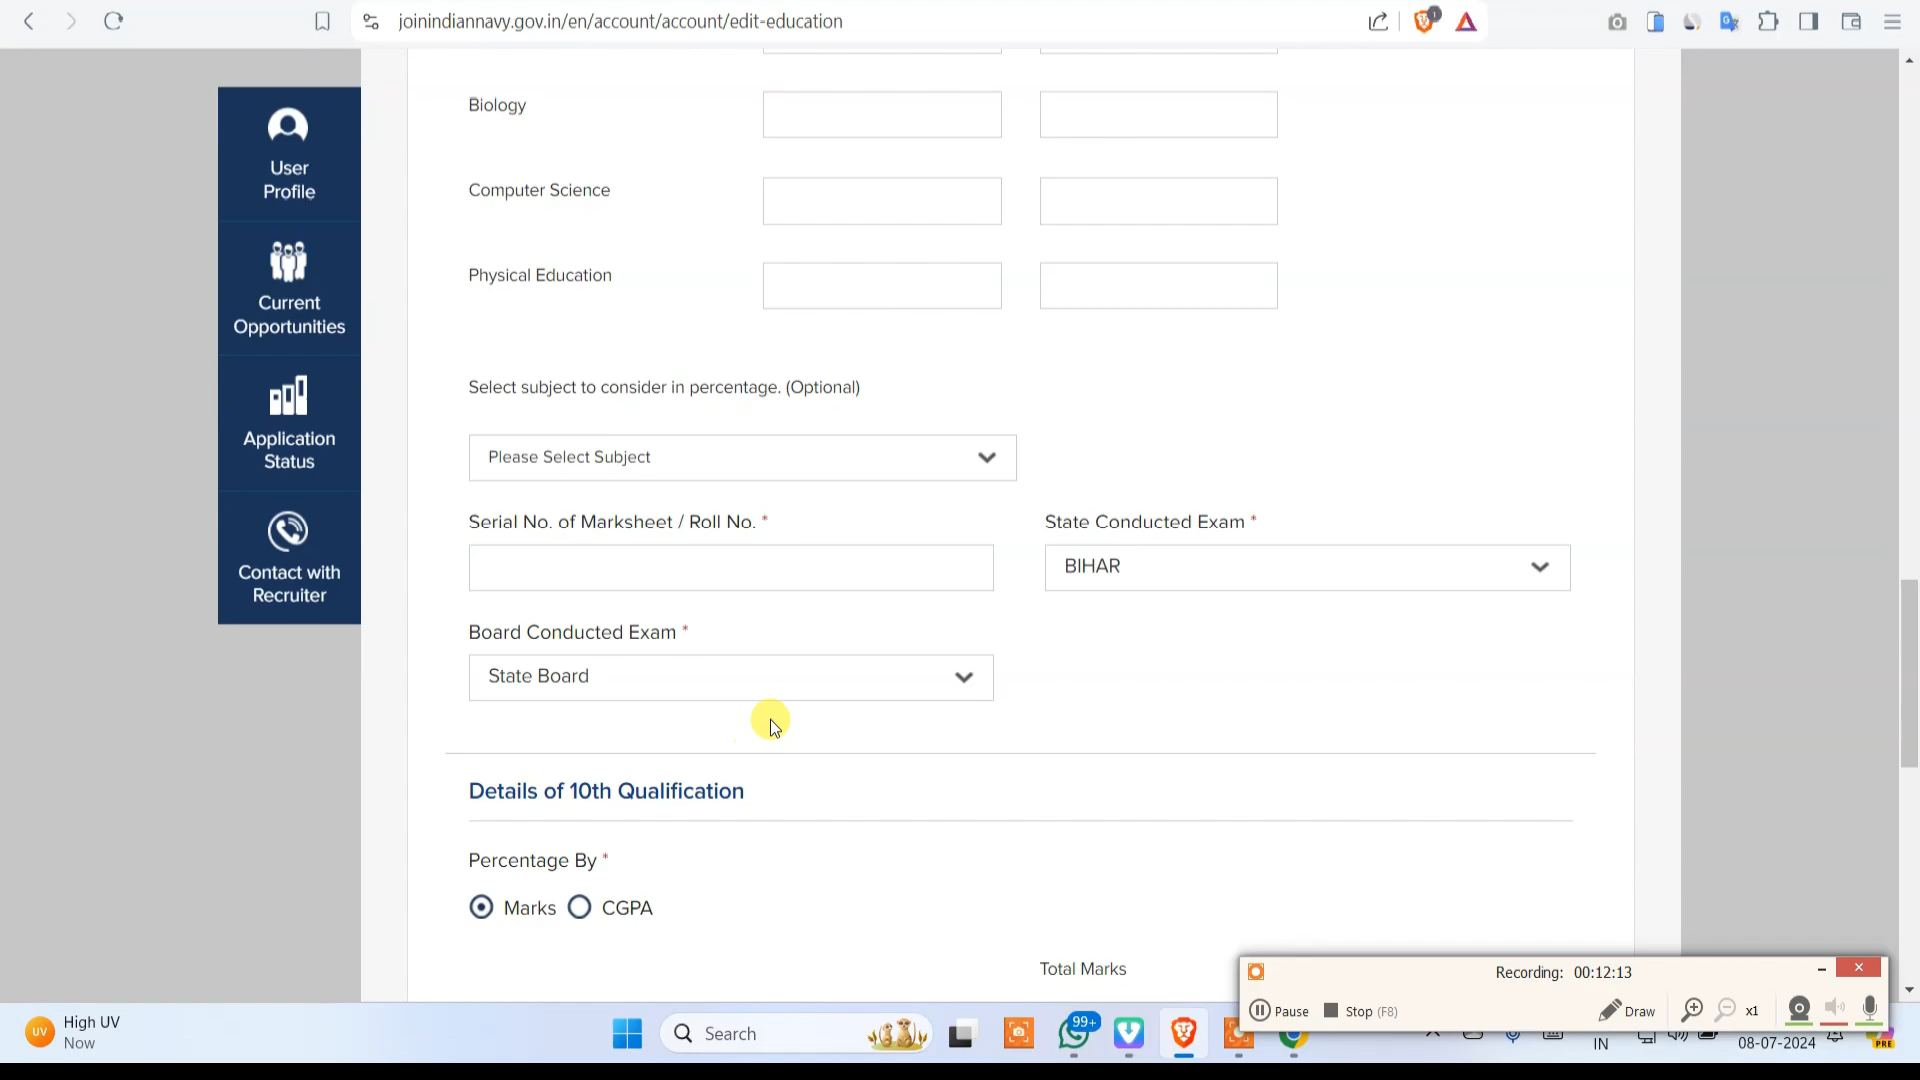 joinindiannavy.gov.in/en/account/account/edit-education
1
User
Profile
Current
Opportunities
Application
Status
Contact with
Recruiter
Biology
Computer Science
Physical Education
Select subject to consider in percentage. (Optional)
Please Select Subject
Serial No. of Marksheet / Roll No. *
State Conducted Exam *
BIHAR
Board Conducted Exam *
State Board
Details of 10th Qualification
Percentage By *
Marks
CGPA
Total Marks
Recording: 00:12:13
Pause
Stop (F8)
Draw
x1
UV
High UV
Now
Search
99+
IN
08-07-2024
PRE